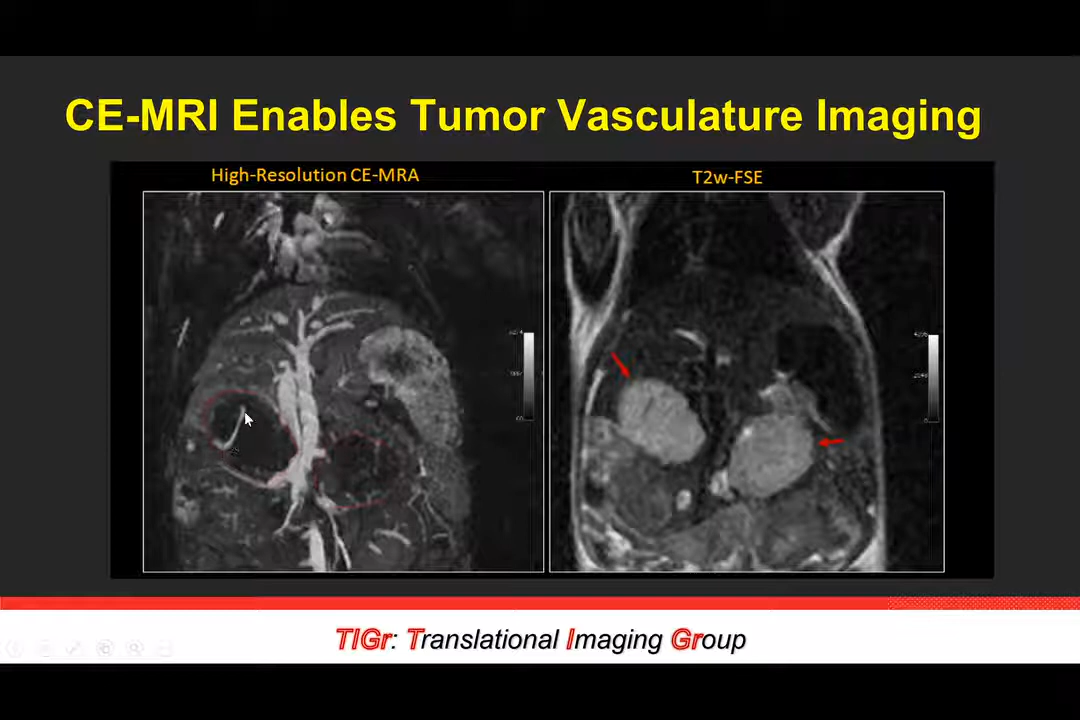 CE-MRI Enables Tumor Vasculature Imaging
High-Resolution CE-MRA
T2w-FSE
TIGr: Translational Imaging Group